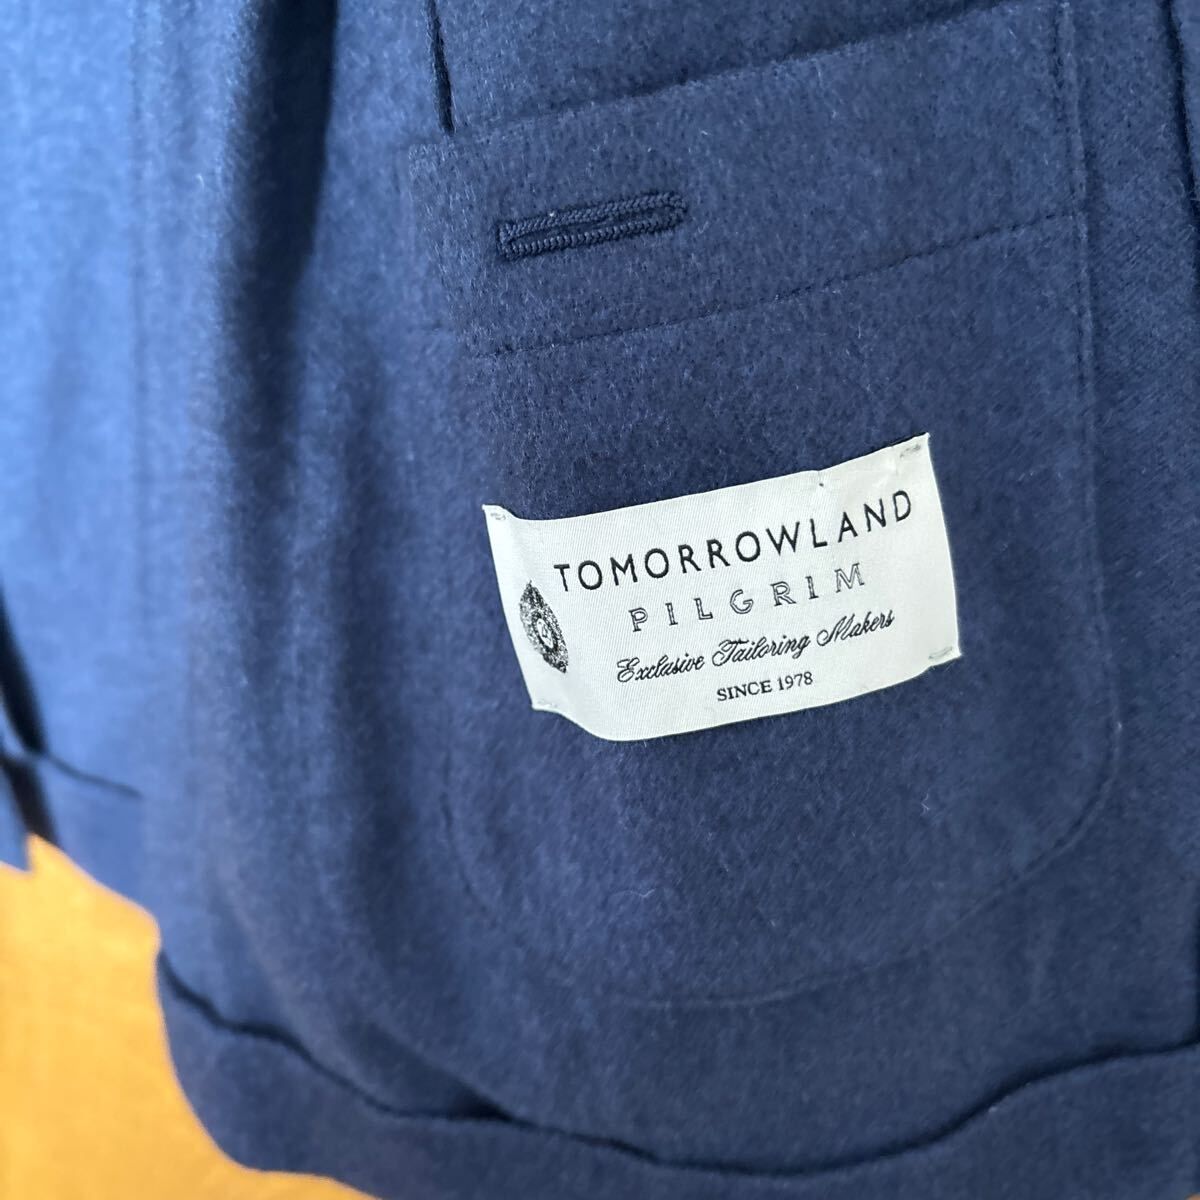 TOMORROWLAND
PILGRIM
Exclusive Tailoring Makers
SINCE 1978